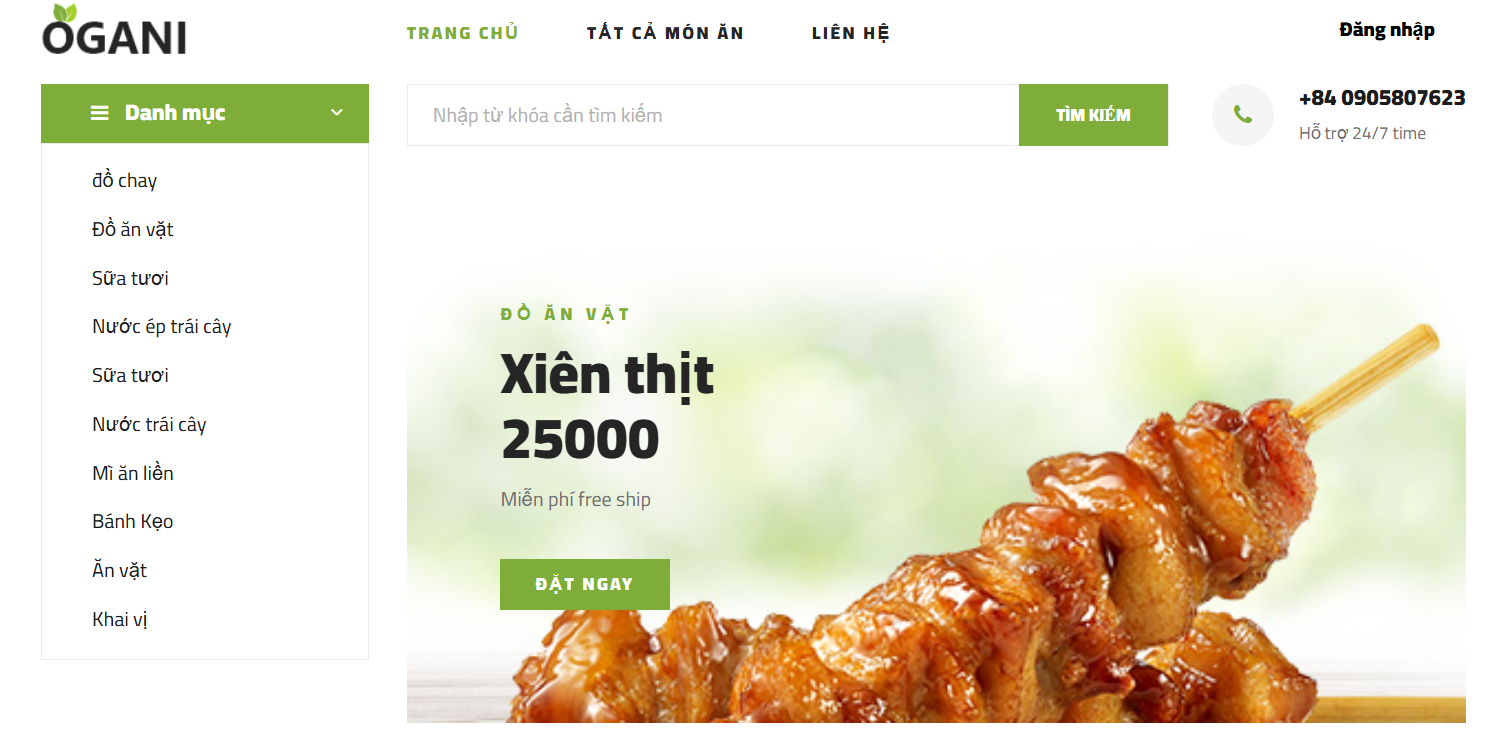 OGANI
TRANG CHỦ
TẤT CẢ MÓN ĂN
LIÊN HỆ
Đăng nhập
Danh mục
Nhập từ khóa cần tìm kiếm
TÌM KIẾM
+84 0905807623
Hỗ trợ 24/7 time
đồ chay
Đồ ăn vặt
Sữa tươi
Nước ép trái cây
Sữa tươi
Nước trái cây
Mì ăn liền
Bánh Kẹo
Ăn vặt
Khai vị
ĐỒ ĂN VẶT
Xiên thịt
25000
Miễn phí free ship
ĐẶT NGAY